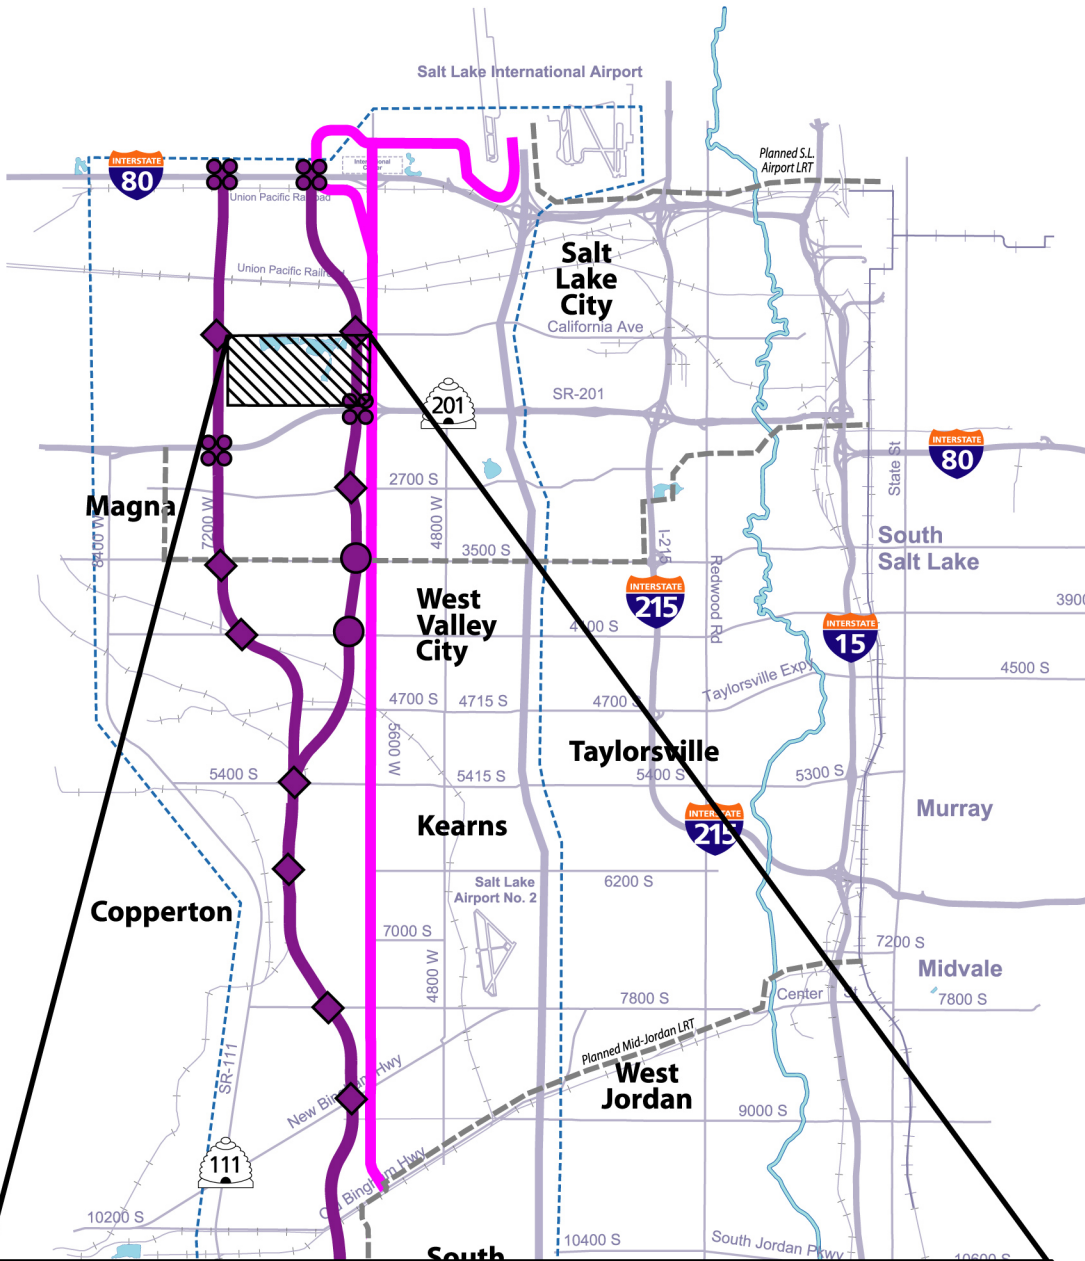 Salt Lake International Airport
Planned S.L.
Airport LRT
International
Center
INTERSTATE
80
Union Pacific Railroad
Union Pacific Railroad
Salt
Lake
City
California Ave
SR-201
201
INTERSTATE
80
State St
2700 S
Magna
8400 W
7200 W
4800 W
3500 S
I-215
Redwood Rd
South
Salt Lake
INTERSTATE
215
West
Valley
City
4100 S
3900
INTERSTATE
15
4500 S
Taylorsville Expy
4700 S
4715 S
4700 S
5600 W
Taylorsville
5400 S
5415 S
5400 S
5300 S
INTERSTATE
215
Murray
Kearns
6200 S
Salt Lake
Airport No. 2
Copperton
7000 S
7200 S
4800 W
Midvale
7800 S
Center St
7800 S
Planned Mid-Jordan LRT
SR-111
New Bingham Hwy
West
Jordan
9000 S
111
Old Bingham Hwy
10200 S
10400 S
South Jordan Pkwy
South
10600 S